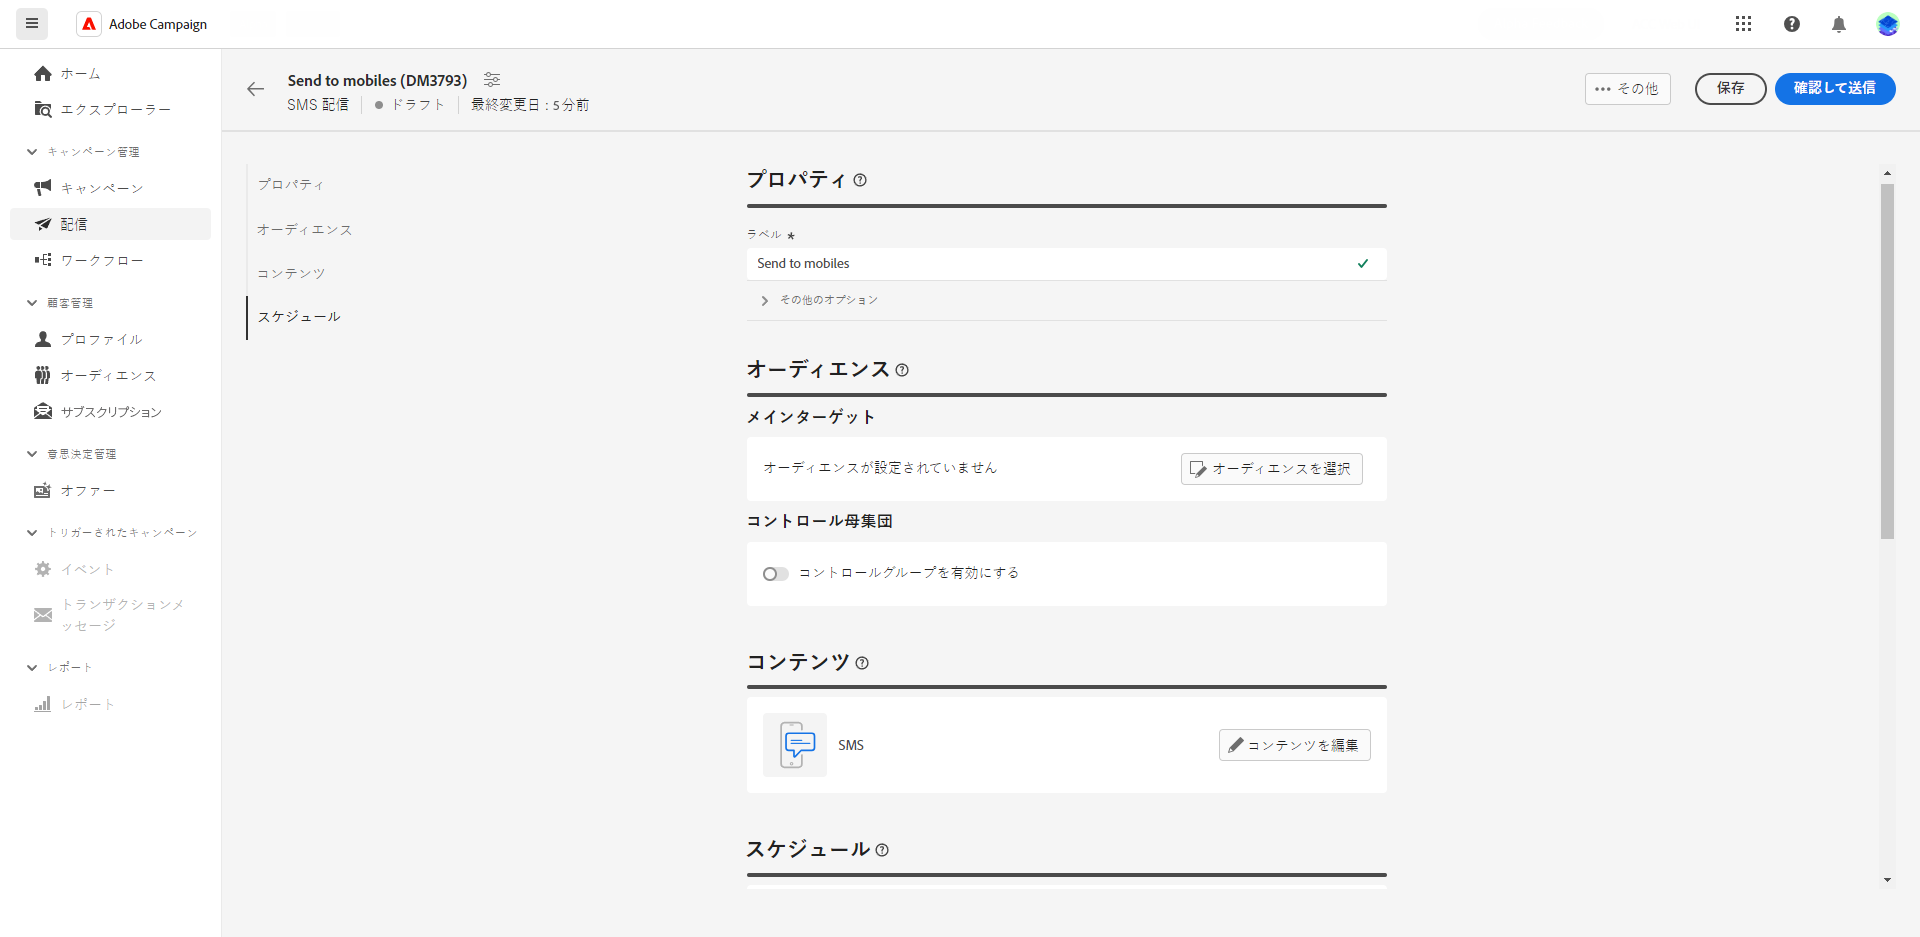 Adobe Campaign
ホーム
エクスプローラー
キャンペーン管理
キャンペーン
配信
ワークフロー
顧客管理
プロファイル
オーディエンス
サブスクリプション
意思決定管理
オファー
トリガーされたキャンペーン
イベント
トランザクションメ
ッセージ
レポート
レポート
Send to mobiles (DM3793)
SMS 配信
ドラフト
最終変更日 : 5 分前
その他
保存
確認して送信
プロパティ
オーディエンス
コンテンツ
スケジュール
プロパティ
ラベル *
Send to mobiles
その他のオプション
オーディエンス
メインターゲット
オーディエンスが設定されていません
オーディエンスを選択
コントロール母集団
コントロールグループを有効にする
コンテンツ
SMS
コンテンツを編集
スケジュール